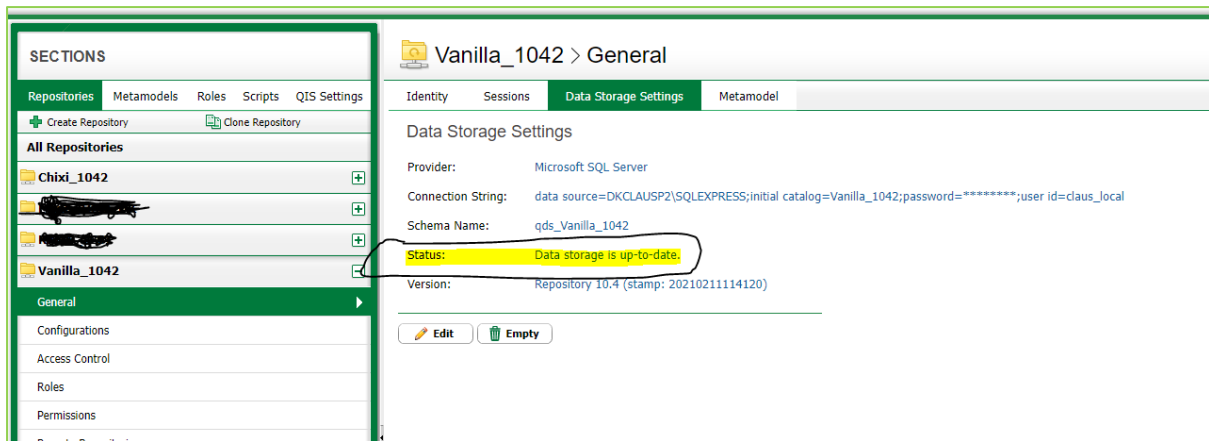 SECTIONS
Repositories Metamodels Roles Scripts QIS Settings
Create Repository Clone Repository
All Repositories
Chixi_1042
Vanilla_1042
General
Configurations
Access Control
Roles
Permissions
Vanilla_1042 > General
Identity Sessions Data Storage Settings Metamodel
Data Storage Settings
Provider: Microsoft SQL Server
Connection String: data source=DKCLAUSP2\SQLEXPRESS;initial catalog=Vanilla_1042;password=********;user id=claus_local
Schema Name: qds_Vanilla_1042
Status: Data storage is up-to-date.
Version: Repository 10.4 (stamp: 20210211114120)
Edit Empty